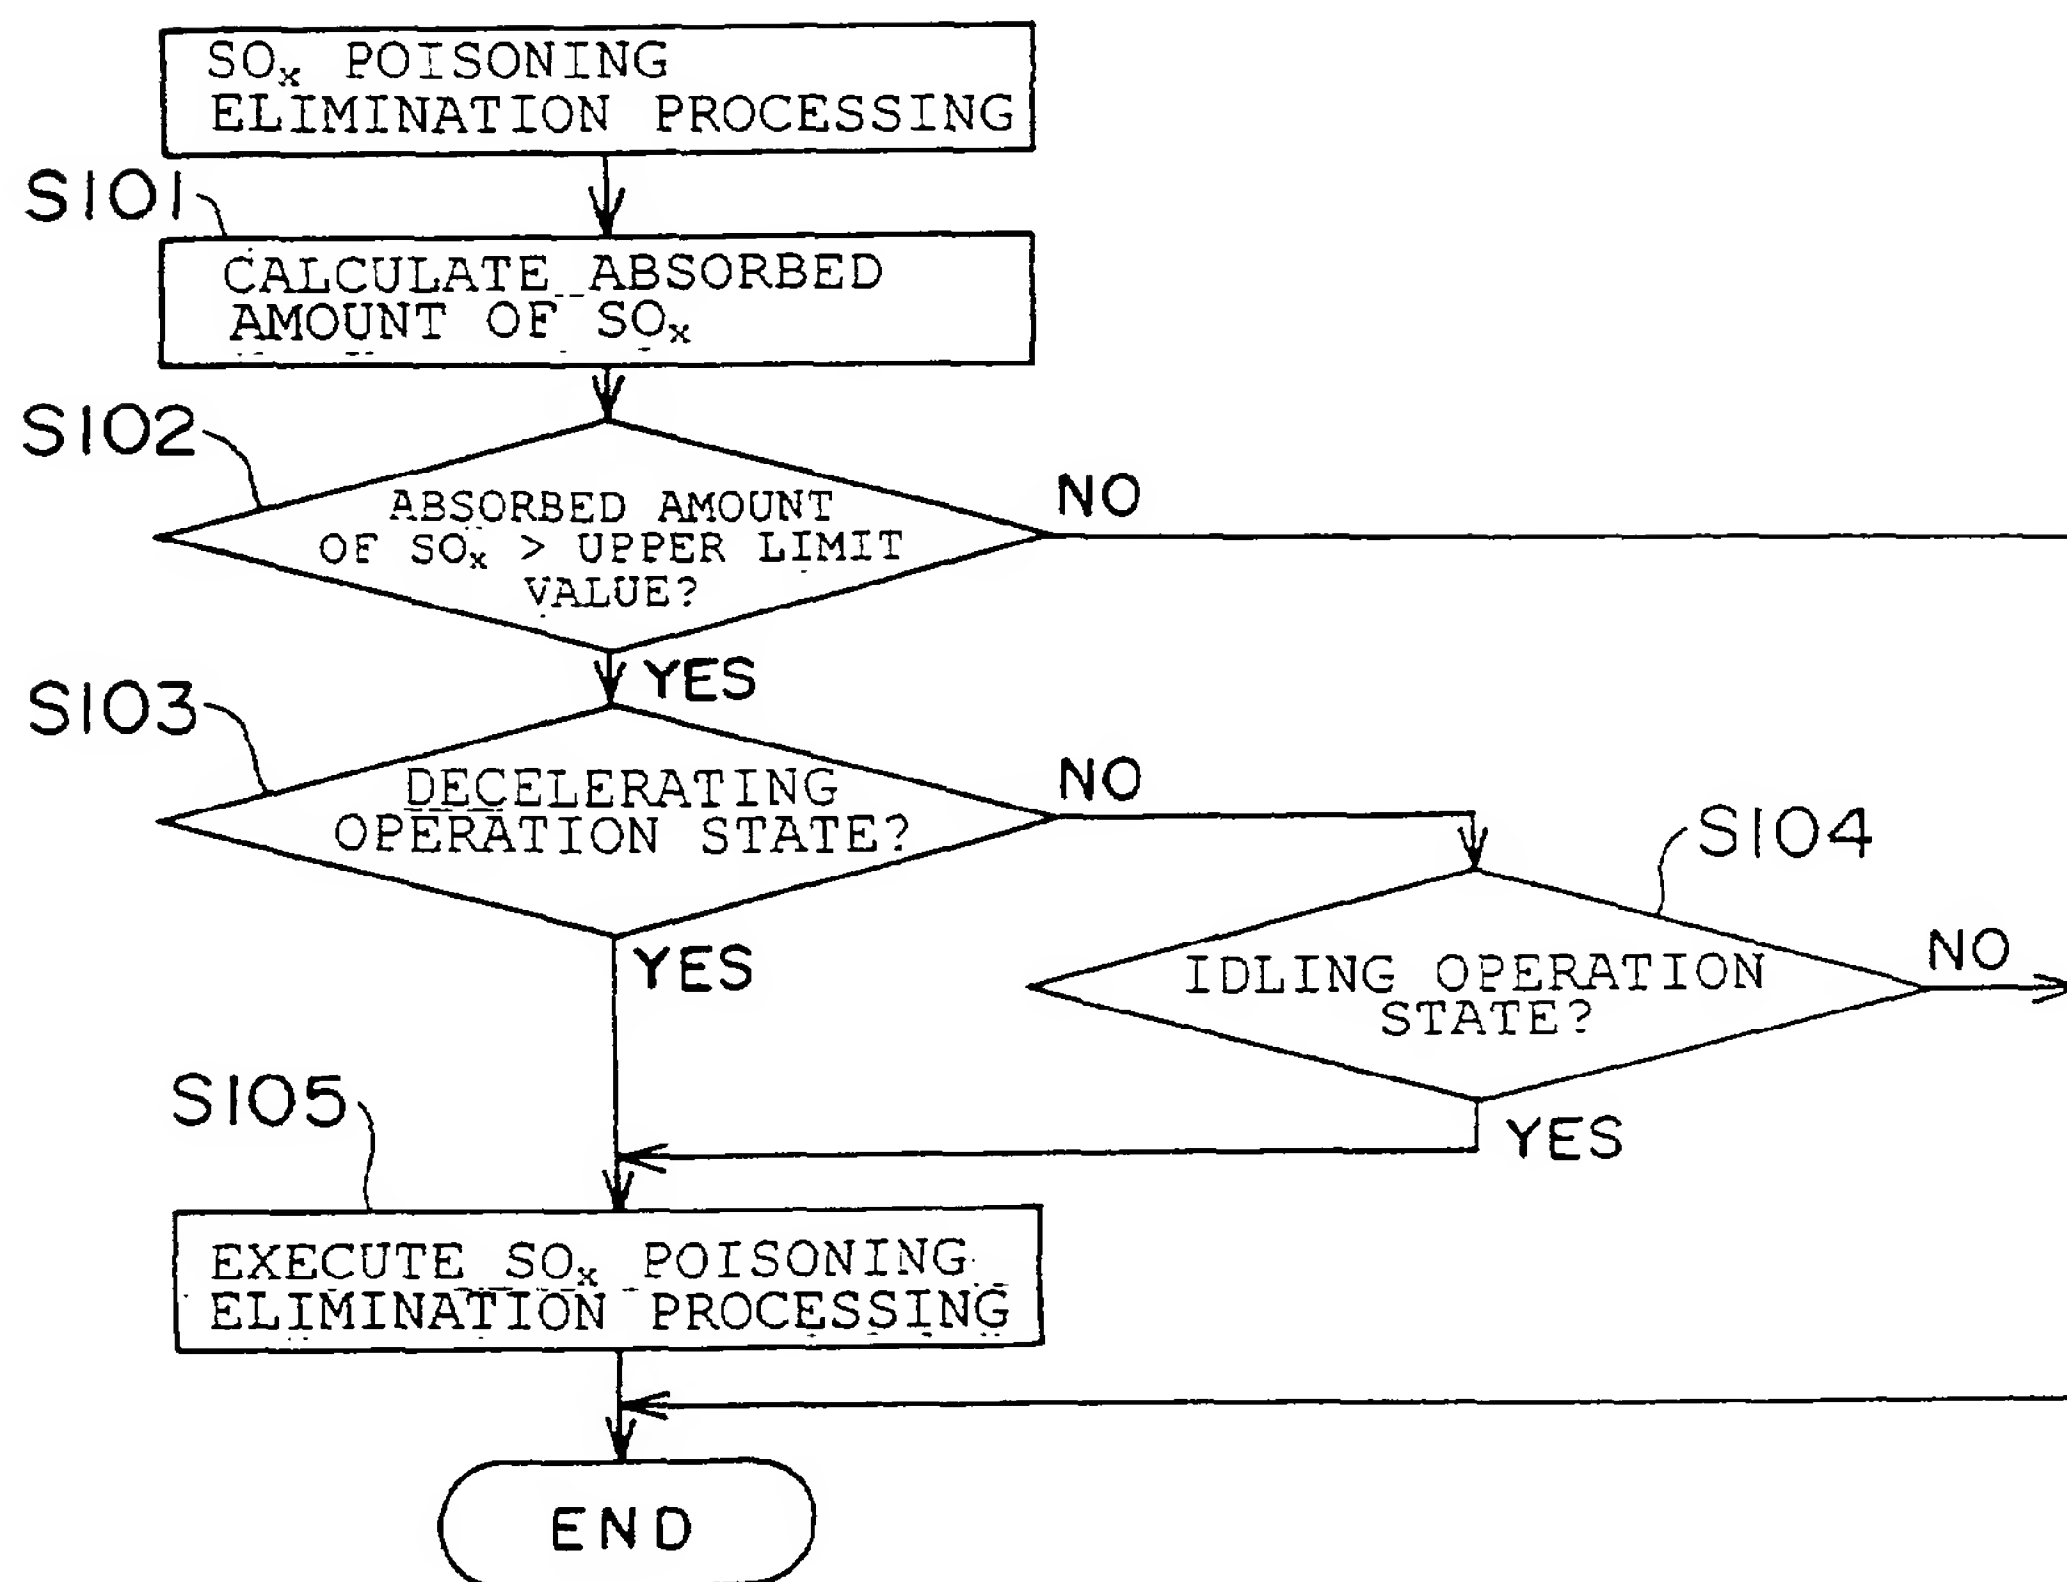 SOx POISONING
ELIMINATION PROCESSING
S101
CALCULATE ABSORBED
AMOUNT OF SOx
S102
ABSORBED AMOUNT
OF SOx > UPPER LIMIT
VALUE?
NO
YES
S103
DECELERATING
OPERATION STATE?
NO
YES
S104
IDLING OPERATION
STATE?
NO
YES
S105
EXECUTE SOx POISONING
ELIMINATION PROCESSING
END